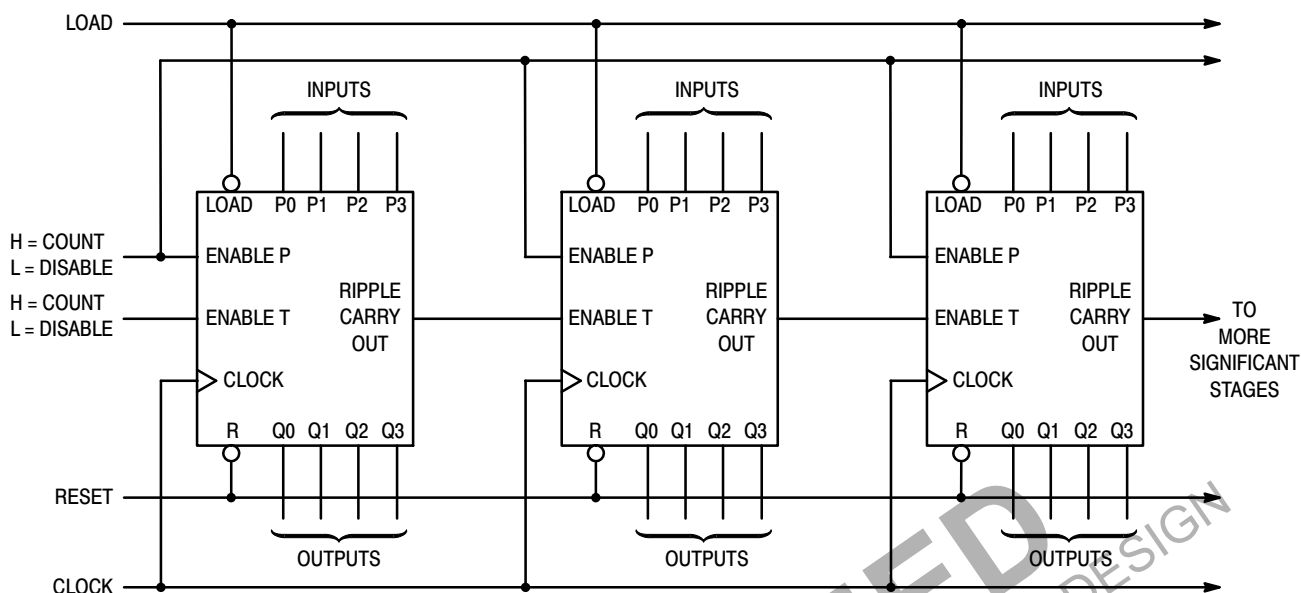 LOAD
INPUTS
INPUTS
INPUTS
LOAD P0 P1 P2 P3
LOAD P0 P1 P2 P3
LOAD P0 P1 P2 P3
H = COUNT
L = DISABLE
ENABLE P
ENABLE P
ENABLE P
H = COUNT
L = DISABLE
ENABLE T
RIPPLE
CARRY
OUT
ENABLE T
RIPPLE
CARRY
OUT
ENABLE T
RIPPLE
CARRY
OUT
TO
MORE
SIGNIFICANT
STAGES
CLOCK
CLOCK
CLOCK
R Q0 Q1 Q2 Q3
R Q0 Q1 Q2 Q3
R Q0 Q1 Q2 Q3
RESET
OUTPUTS
OUTPUTS
OUTPUTS
CLOCK
DESIGN